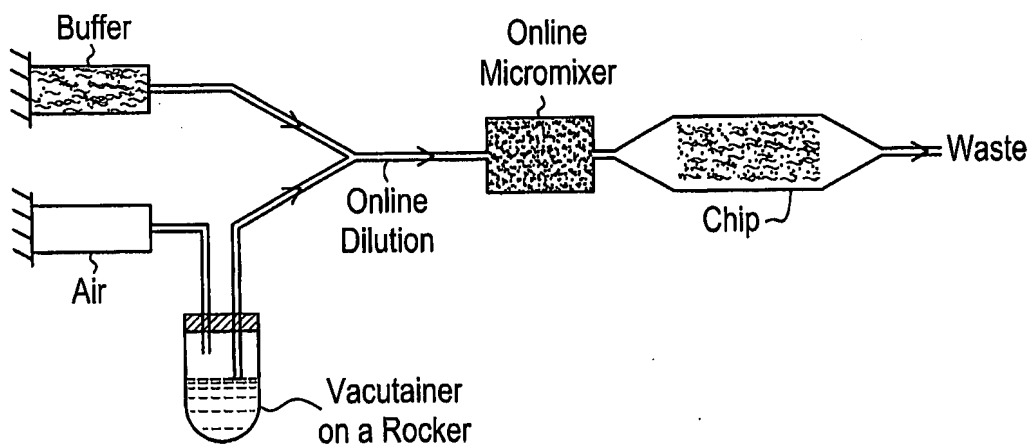 Buffer
Online
Micromixer
Waste
Online
Dilution
Chip
Air
Vacutainer
on a Rocker